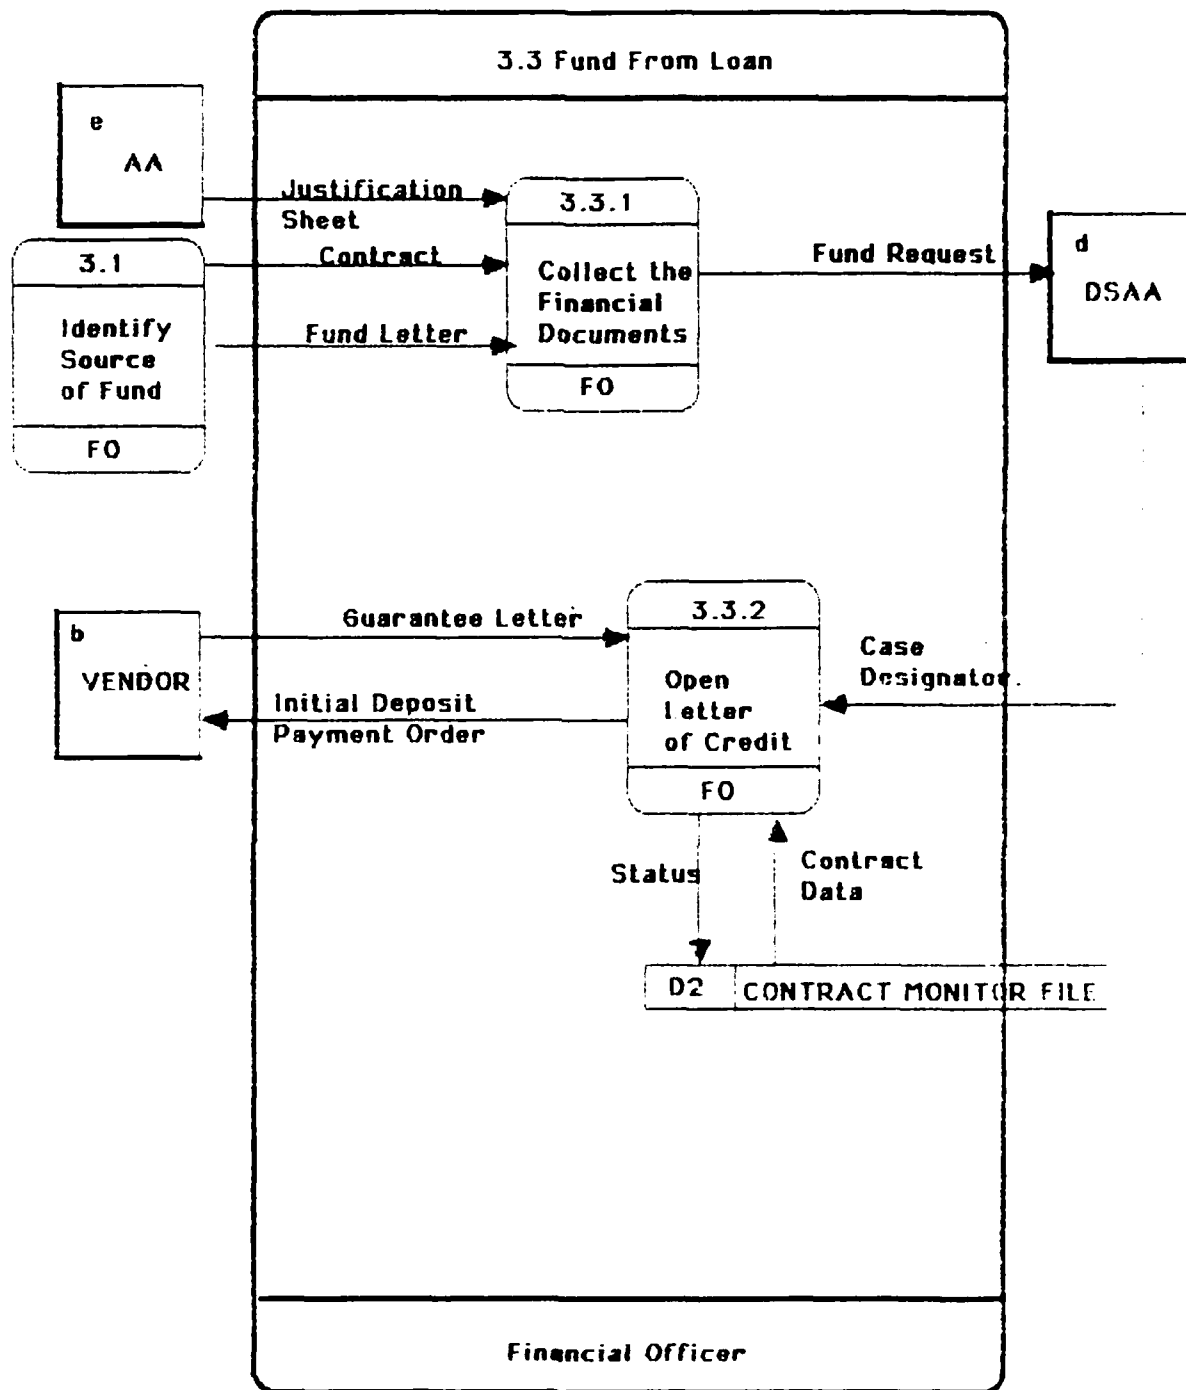 3.3 Fund From Loan
e
AA
Justification
Sheet
3.3.1
Collect the
Financial
Documents
FO
3.1
Identify
Source
of Fund
FO
Contract
Fund Letter
Fund Request
d
DSAA
b
VENDOR
Guarantee Letter
Initial Deposit
Payment Order
3.3.2
Open
Letter
of Credit
FO
Case
Designator
Status
Contract
Data
D2
CONTRACT MONITOR FILE
Financial Officer